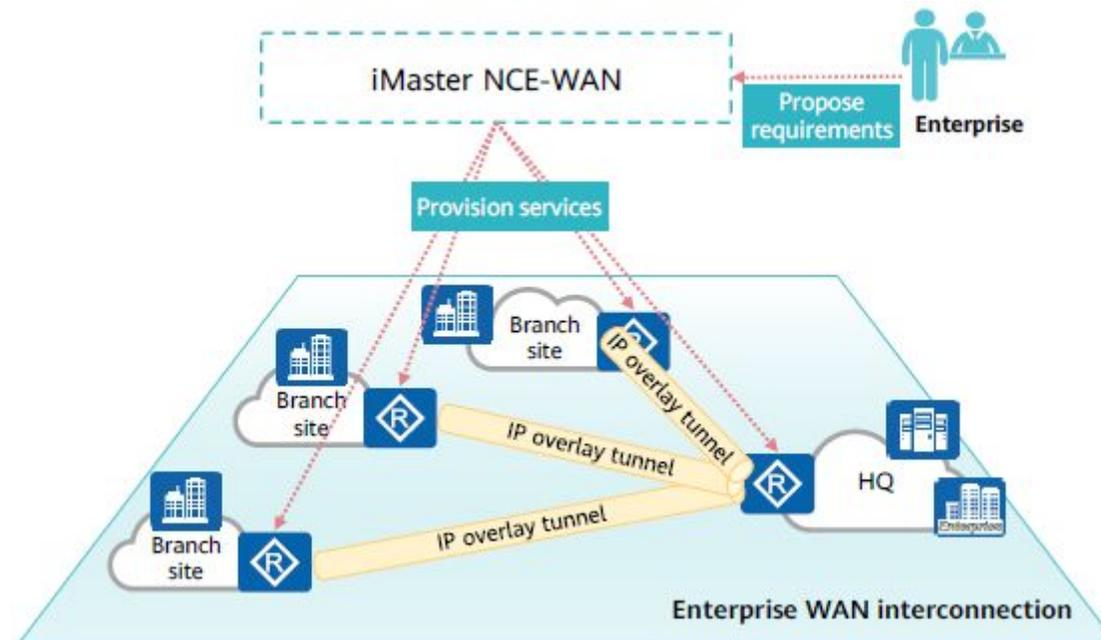 iMaster NCE-WAN
Propose
requirements
Enterprise
Provision services
Branch
site
R
IP overlay tunnel
Branch
site
R
IP overlay tunnel
R
HQ
Enterprise
Branch
site
R
IP overlay tunnel
Enterprise WAN interconnection